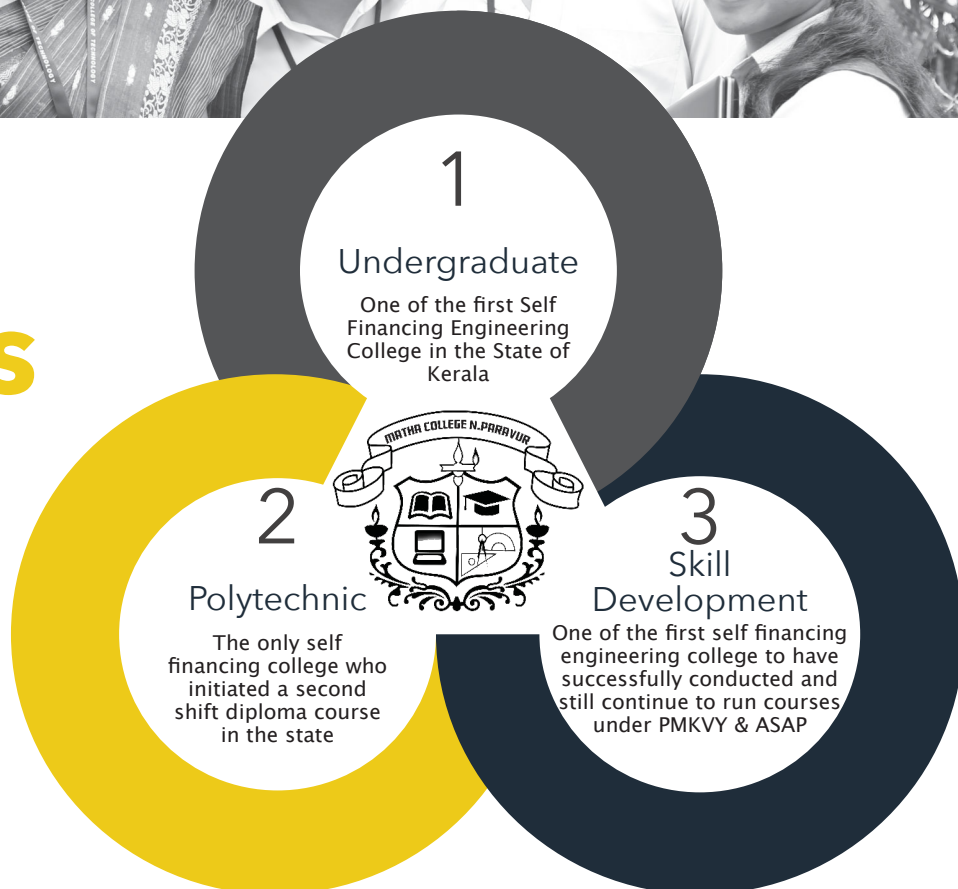 COLLEGE OF TECHNOLOGY
s
1
Undergraduate
One of the first Self
Financing Engineering
College in the State of
Kerala
MATHA COLLEGE N.PARAVUR
2
Polytechnic
The only self
financing college who
initiated a second
shift diploma course
in the state
3
Skill
Development
One of the first self financing
engineering college to have
successfully conducted and
still continue to run courses
under PMKVY & ASAP